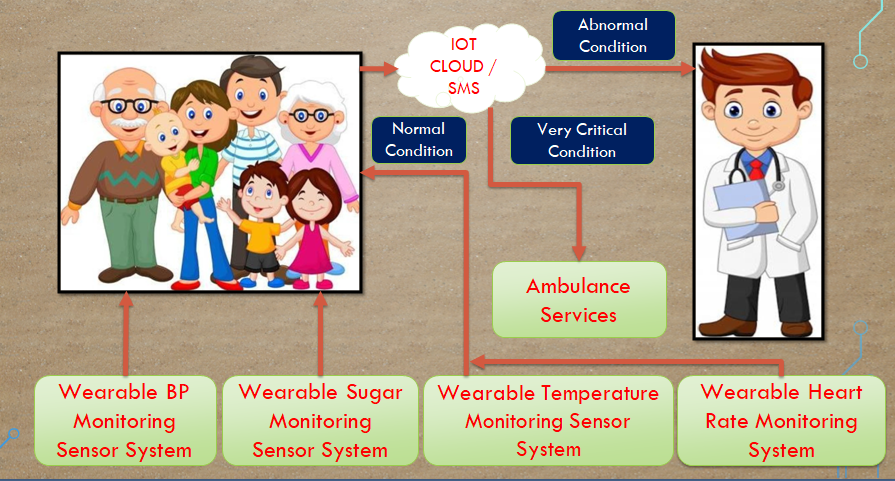 IOT
CLOUD /
SMS
Abnormal
Condition
Normal
Condition
Very Critical
Condition
Ambulance
Services
Wearable BP
Monitoring
Sensor System
Wearable Sugar
Monitoring
Sensor System
Wearable Temperature
Monitoring Sensor
System
Wearable Heart
Rate Monitoring
System